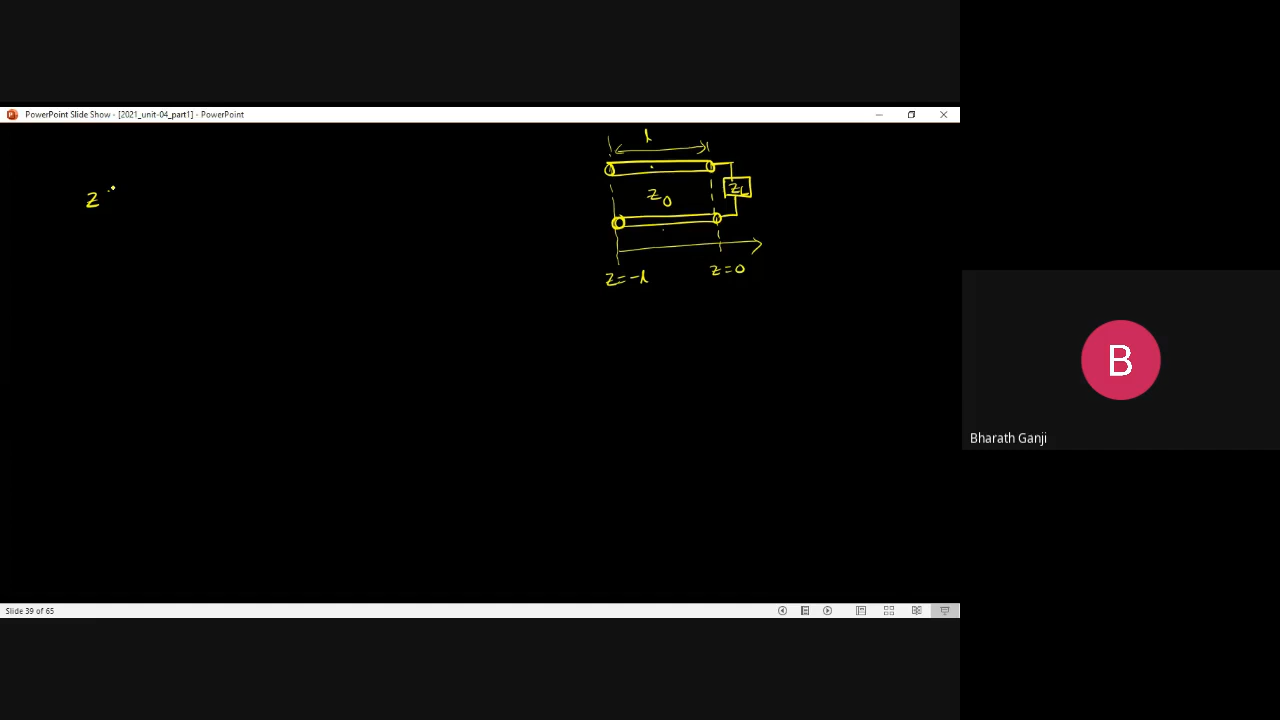 PowerPoint Slide Show - [2021_unit-04_part1] - PowerPoint
l
Z
Z0
ZL
Z=-l
Z=0
B
Bharath Ganji
Slide 39 of 65